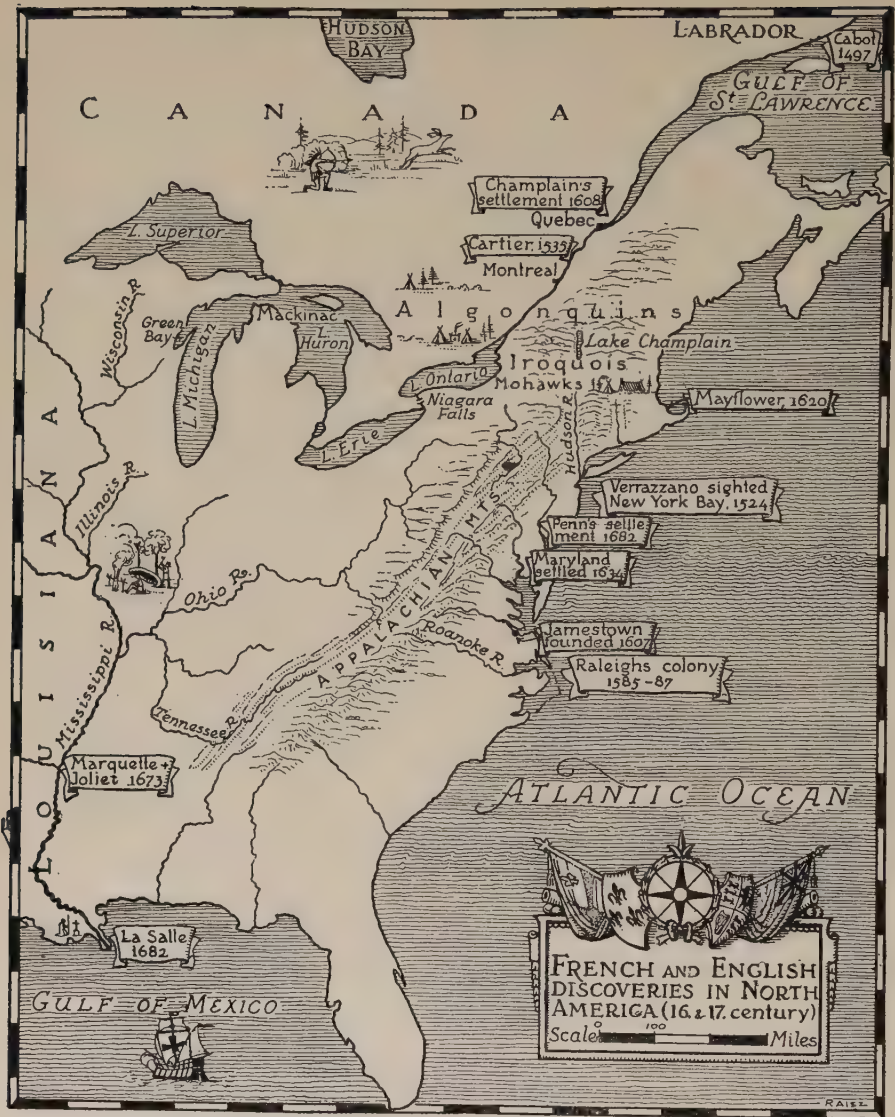 HUDSON
BAY
LABRADOR
Cabot
1497
GULF OF
St LAWRENCE
CANADA
Champlain's
settlement 1608
Quebec
Cartier, 1535
Montreal
L. Superior
Wisconsin R.
Green
Bay
Mackinac
L. Michigan
L.
Huron
Algonquins
Lake Champlain
Iroquois
Mohawks
L. Ontario
Niagara
Falls
L. Erie
Hudson R.
Mayflower, 1620
Verrazzano sighted
New York Bay, 1524
Penn's settle
ment 1682
Maryland
settled 1634
Jamestown
founded 1607
Raleighs colony
1585-87
Roanoke R.
APPALACHIAN MTS.
LOUISIANA
Illinois R.
Ohio R.
Mississippi R.
Tennessee R.
Marquette +
Joliet 1673
La Salle
1682
GULF OF MEXICO
ATLANTIC OCEAN
FRENCH AND ENGLISH
DISCOVERIES IN NORTH
AMERICA (16. & 17. century)
0 100
Scale Miles
RAISZ